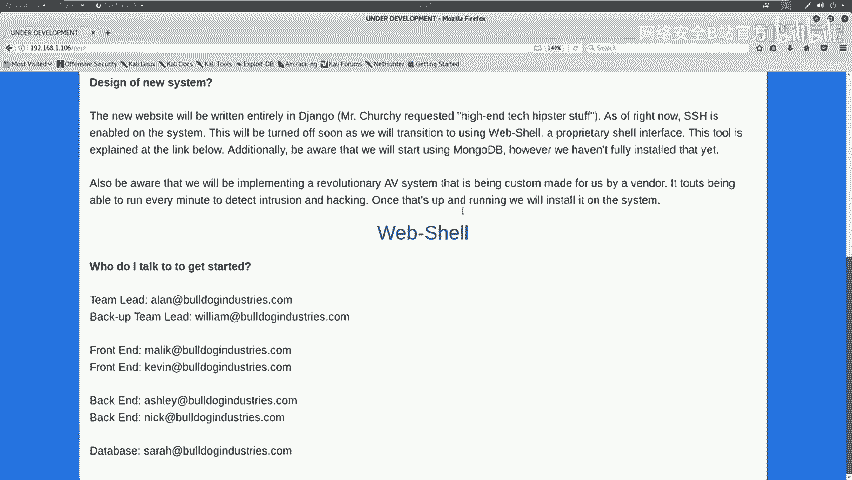 UNDER DEVELOPMENT - Mozilla Firefox
UNDER DEVELOPMENT
192.168.1.106/dev/
140%
Search
Most Visited
Offensive Security
Kali Linux
Kali Docs
Kali Tools
Exploit-DB
Aircrack-ng
Kali Forums
NetHunter
Getting Started
Design of new system?
The new website will be written entirely in Django (Mr. Churchy requested "high-end tech hipster stuff"). As of right now, SSH is
enabled on the system. This will be turned off soon as we will transition to using Web-Shell, a proprietary shell interface. This tool is
explained at the link below. Additionally, be aware that we will start using MongoDB, however we haven't fully installed that yet.
Also be aware that we will be implementing a revolutionary AV system that is being custom made for us by a vendor. It touts being
able to run every minute to detect intrusion and hacking. Once that's up and running we will install it on the system.
Web-Shell
Who do I talk to to get started?
Team Lead: alan@bulldogindustries.com
Back-up Team Lead: william@bulldogindustries.com
Front End: malik@bulldogindustries.com
Front End: kevin@bulldogindustries.com
Back End: ashley@bulldogindustries.com
Back End: nick@bulldogindustries.com
Database: sarah@bulldogindustries.com